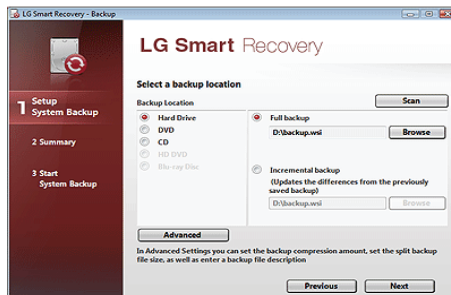 LG Smart Recovery - Backup
LG Smart Recovery
Select a backup location
Scan
Backup Location
1 Setup
System Backup
2 Summary
3 Start
System Backup
Hard Drive
DVD
CD
HD DVD
Blu-ray Disc
Full backup
D:\backup.wsi
Browse
Incremental backup
(Updates the differences from the previously
saved backup)
D:\backup.wsi
Browse
Advanced
In Advanced Settings you can set the backup compression amount, set the split backup
file size, as well as enter a backup file description
Previous
Next